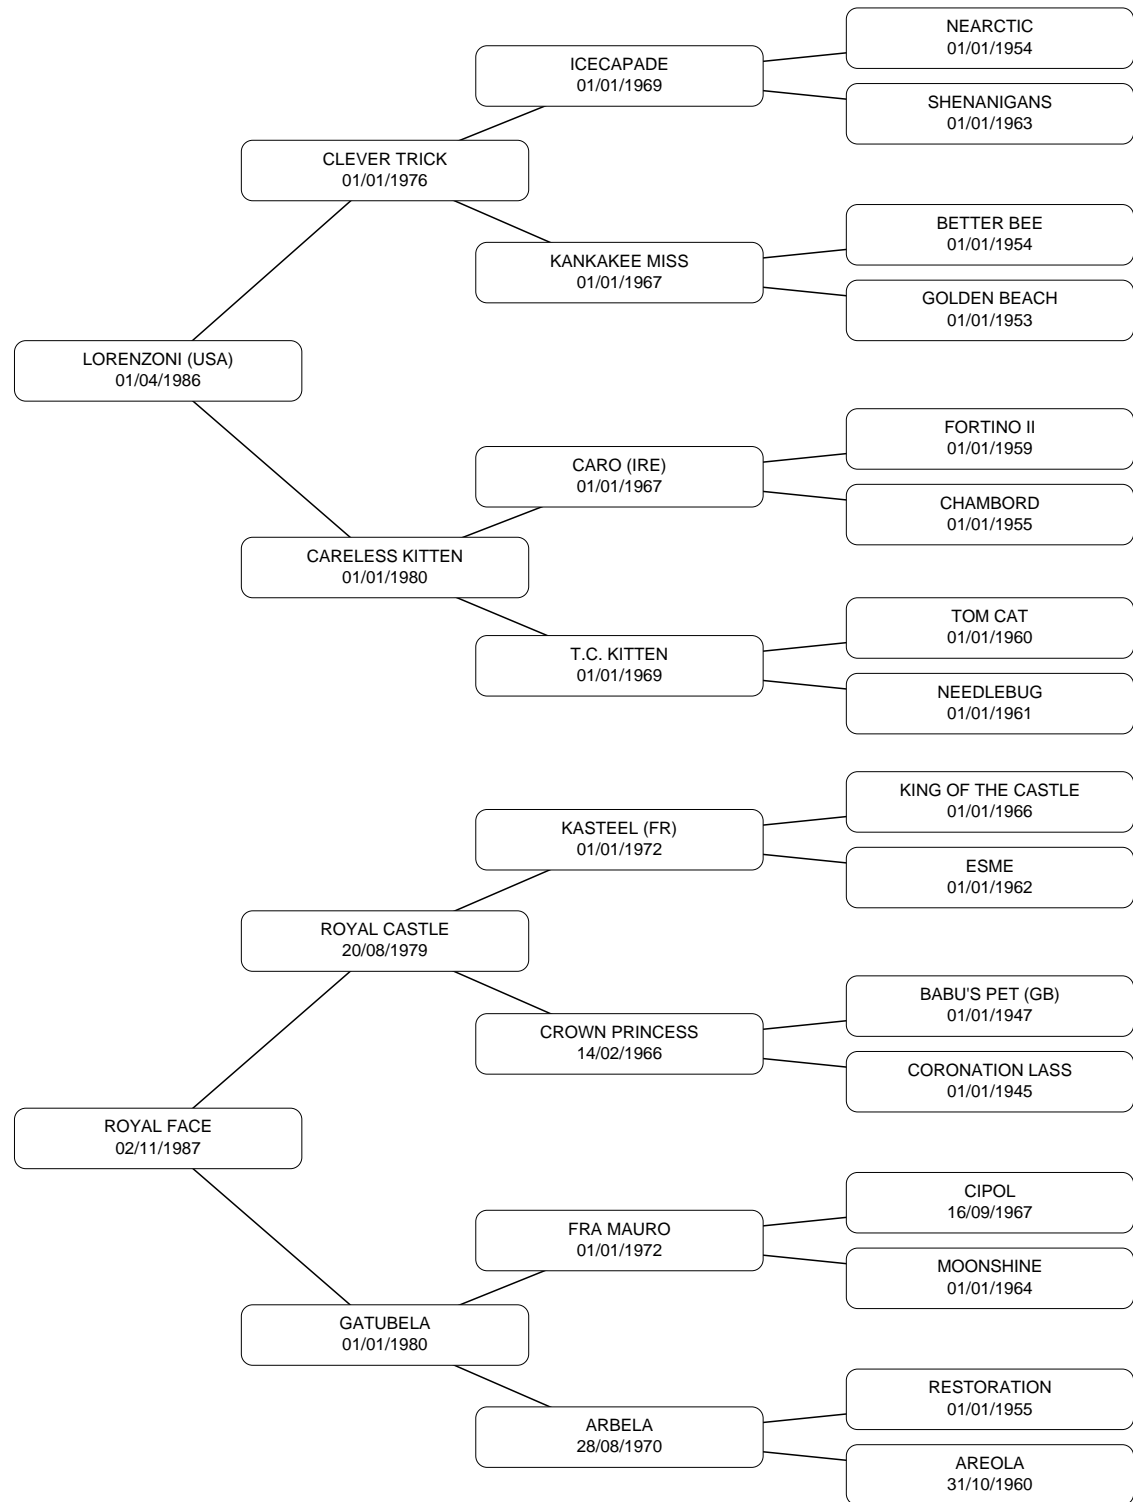 NEARCTIC
01/01/1954
ICECAPADE
01/01/1969
SHENANIGANS
01/01/1963
CLEVER TRICK
01/01/1976
BETTER BEE
01/01/1954
KANKAKEE MISS
01/01/1967
GOLDEN BEACH
01/01/1953
LORENZONI (USA)
01/04/1986
FORTINO II
01/01/1959
CARO (IRE)
01/01/1967
CHAMBORD
01/01/1955
CARELESS KITTEN
01/01/1980
TOM CAT
01/01/1960
T.C. KITTEN
01/01/1969
NEEDLEBUG
01/01/1961
KING OF THE CASTLE
01/01/1966
KASTEEL (FR)
01/01/1972
ESME
01/01/1962
ROYAL CASTLE
20/08/1979
BABU'S PET (GB)
01/01/1947
CROWN PRINCESS
14/02/1966
CORONATION LASS
01/01/1945
ROYAL FACE
02/11/1987
CIPOL
16/09/1967
FRA MAURO
01/01/1972
MOONSHINE
01/01/1964
GATUBELA
01/01/1980
RESTORATION
01/01/1955
ARBELA
28/08/1970
AREOLA
31/10/1960